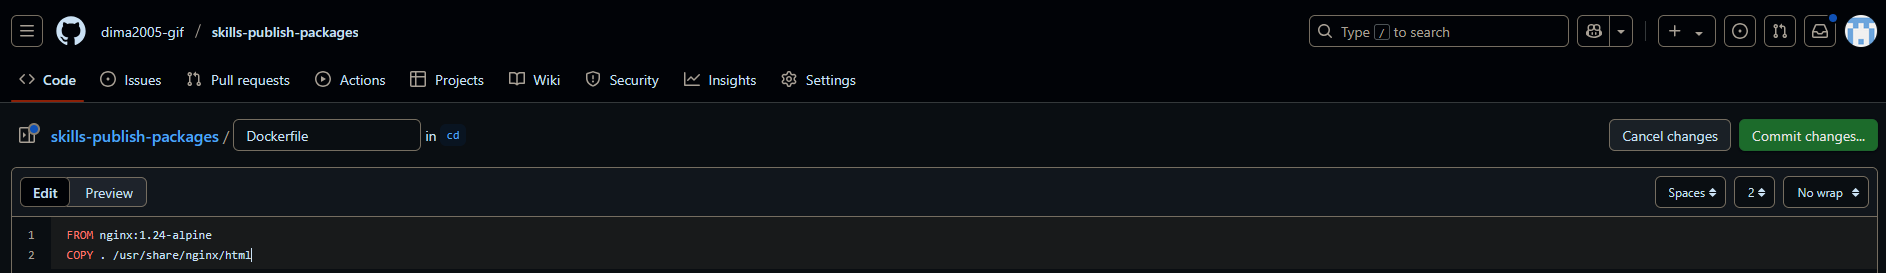 dima2005-gif / skills-publish-packages
Type / to search
Code Issues Pull requests Actions Projects Wiki Security Insights Settings
skills-publish-packages / Dockerfile in cd
Cancel changes Commit changes...
Edit Preview
Spaces 2 No wrap
1 FROM nginx:1.24-alpine
2 COPY . /usr/share/nginx/html